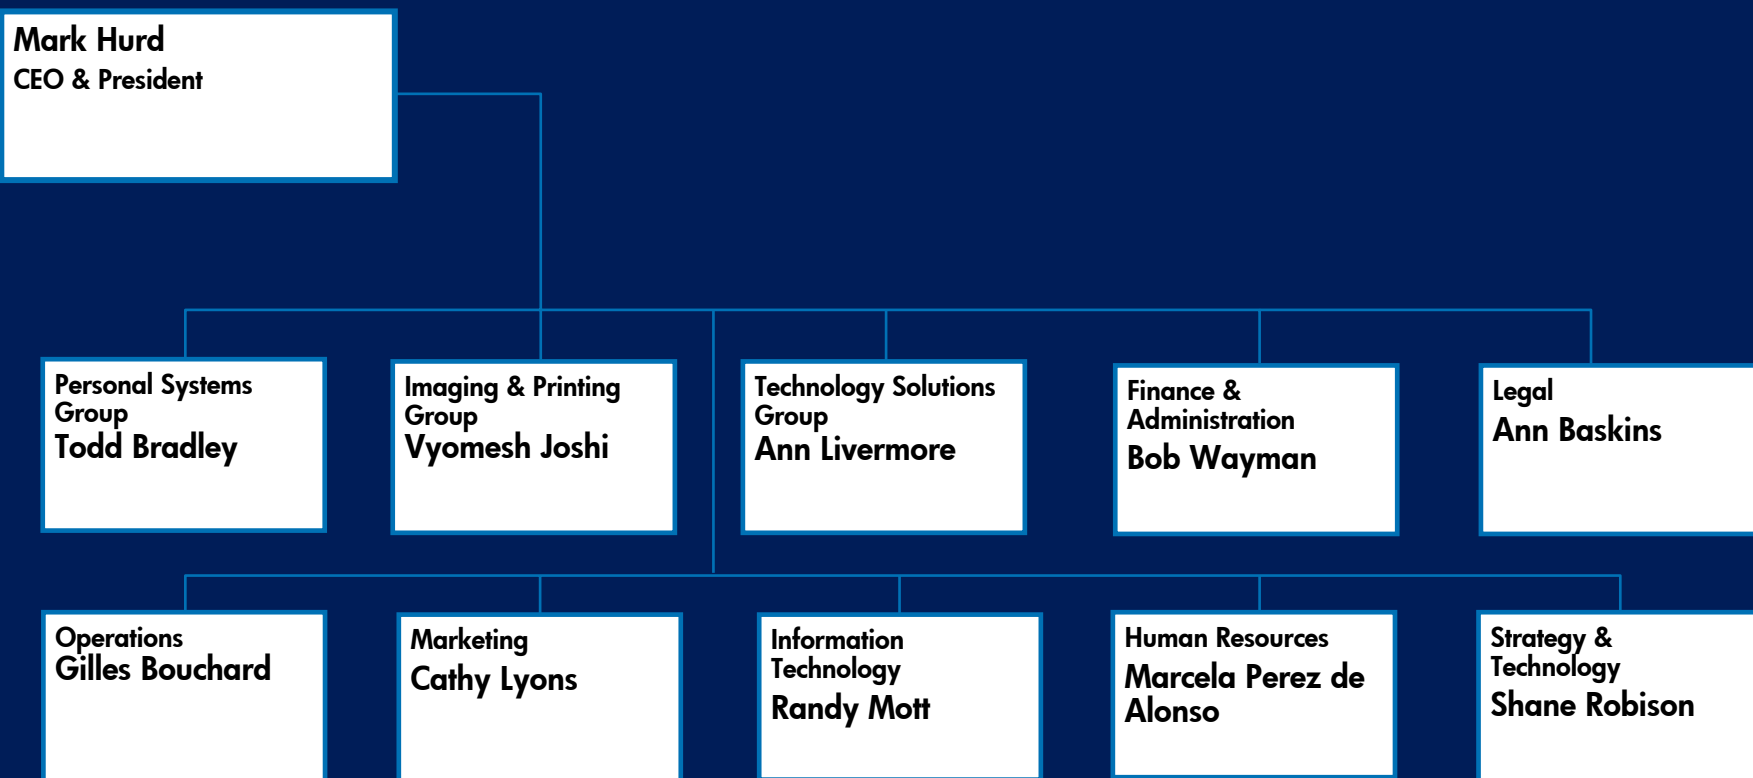 Mark Hurd
CEO & President
Personal Systems
Group
Todd Bradley
Imaging & Printing
Group
Vyomesh Joshi
Technology Solutions
Group
Ann Livermore
Finance &
Administration
Bob Wayman
Legal
Ann Baskins
Operations
Gilles Bouchard
Marketing
Cathy Lyons
Information
Technology
Randy Mott
Human Resources
Marcela Perez de
Alonso
Strategy &
Technology
Shane Robison